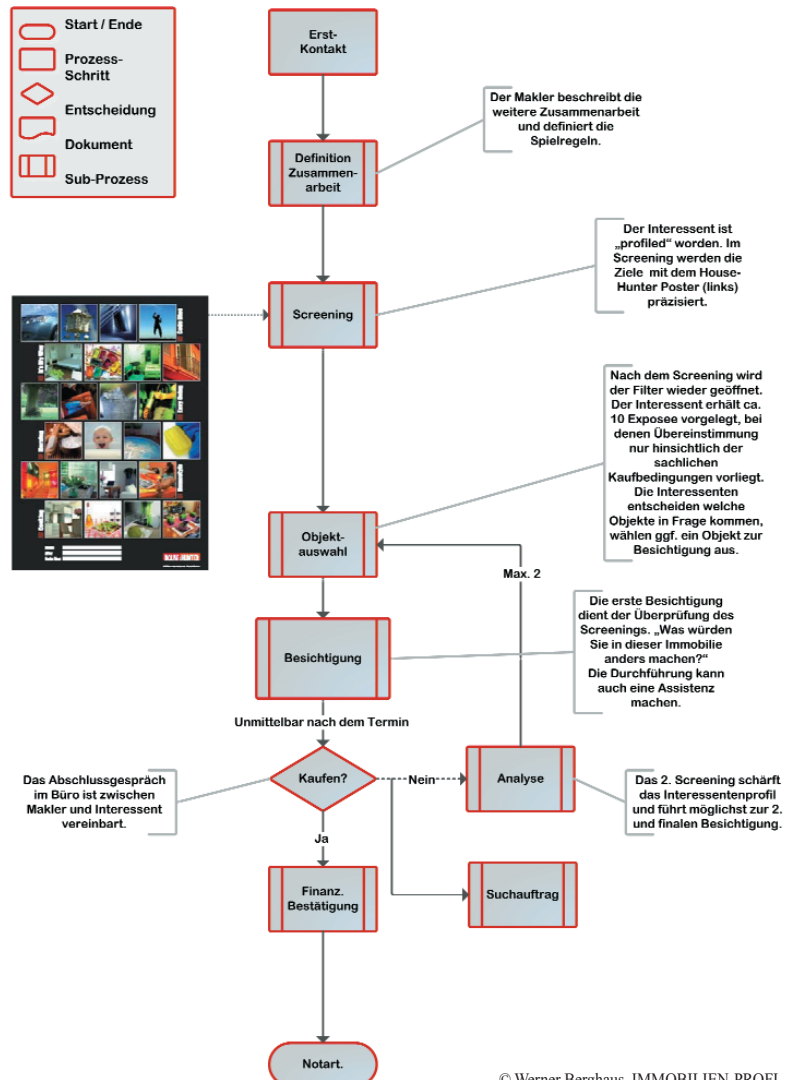 Start / Ende
Prozess-
Schritt
Entscheidung
Dokument
Sub-Prozess
Erst-
Kontakt
Der Makler beschreibt die
weitere Zusammenarbeit
und definiert die
Spielregeln.
Definition
Zusammen-
arbeit
Der Interessent ist
„profiled“ worden. Im
Screening werden die
Ziele mit dem House-
Hunter Poster (links)
präzisiert.
Screening
Nach dem Screening wird
der Filter wieder geöffnet.
Der Interessent erhält ca.
10 Exposee vorgelegt, bei
denen Übereinstimmung
nur hinsichtlich der
sachlichen
Kaufbedingungen vorliegt.
Die Interessenten
entscheiden welche
Objekte in Frage kommen,
wählen ggf. ein Objekt zur
Besichtigung aus.
Objekt-
auswahl
Max. 2
Die erste Besichtigung
dient der Überprüfung des
Screenings. „Was würden
Sie in dieser Immobilie
anders machen?“
Die Durchführung kann
auch eine Assistenz
machen.
Besichtigung
Unmittelbar nach dem Termin
Das Abschlussgespräch
im Büro ist zwischen
Makler und Interessent
vereinbart.
Kaufen?
Nein
Analyse
Das 2. Screening schärft
das Interessentenprofil
und führt möglichst zur 2.
und finalen Besichtigung.
Ja
Finanz.
Bestätigung
Suchauftrag
Notart.
© Werner Berghaus, IMMOBILIEN-PROFI